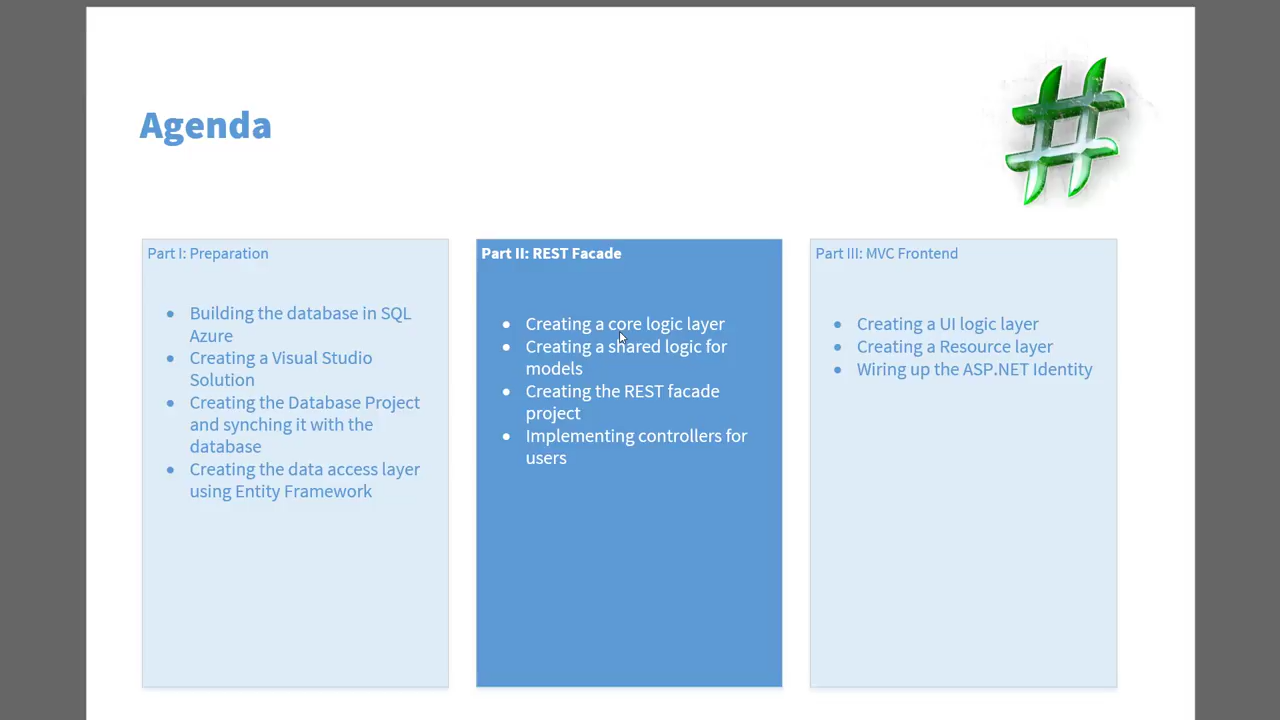 Agenda
Part I: Preparation
Building the database in SQL
Azure
Creating a Visual Studio
Solution
Creating the Database Project
and synching it with the
database
Creating the data access layer
using Entity Framework
Part II: REST Facade
Creating a core logic layer
Creating a shared logic for
models
Creating the REST facade
project
Implementing controllers for
users
Part III: MVC Frontend
Creating a UI logic layer
Creating a Resource layer
Wiring up the ASP.NET Identity